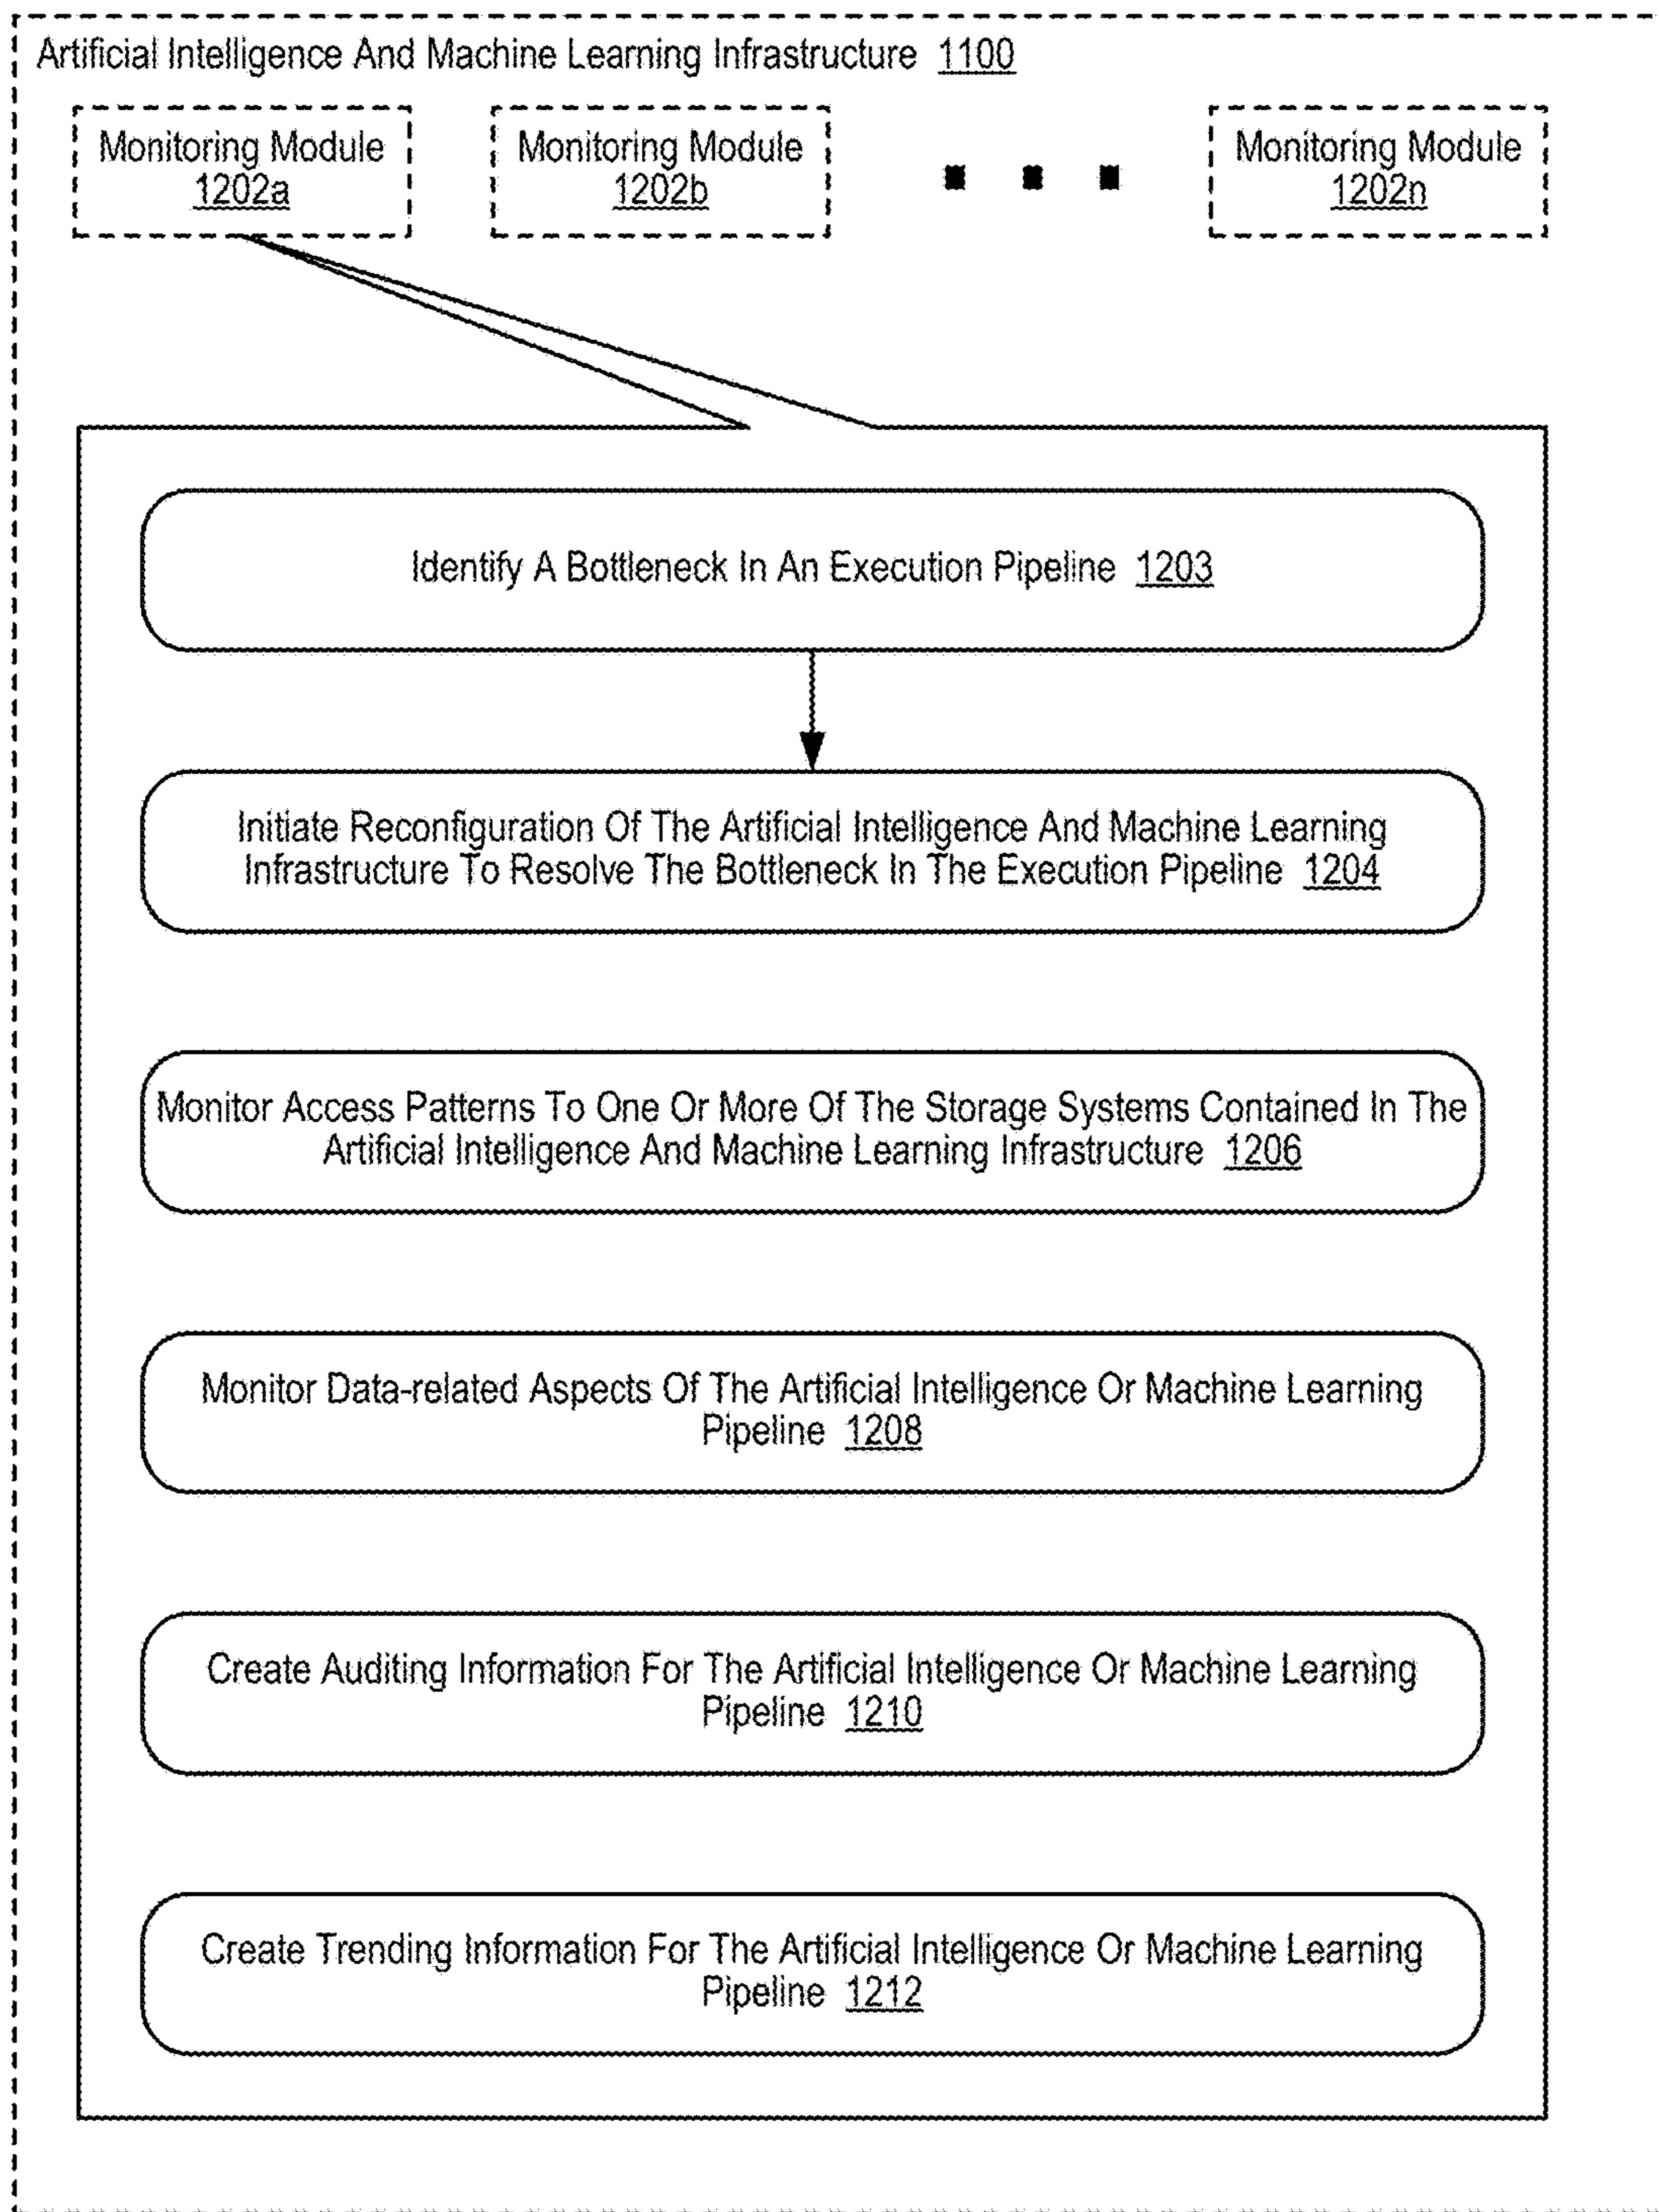 Artificial Intelligence And Machine Learning Infrastructure 1100
Monitoring Module
1202a
Monitoring Module
1202b
Monitoring Module
1202n
Identify A Bottleneck In An Execution Pipeline 1203
Initiate Reconfiguration Of The Artificial Intelligence And Machine Learning
Infrastructure To Resolve The Bottleneck In The Execution Pipeline 1204
Monitor Access Patterns To One Or More Of The Storage Systems Contained In The
Artificial Intelligence And Machine Learning Infrastructure 1206
Monitor Data-related Aspects Of The Artificial Intelligence Or Machine Learning
Pipeline 1208
Create Auditing Information For The Artificial Intelligence Or Machine Learning
Pipeline 1210
Create Trending Information For The Artificial Intelligence Or Machine Learning
Pipeline 1212